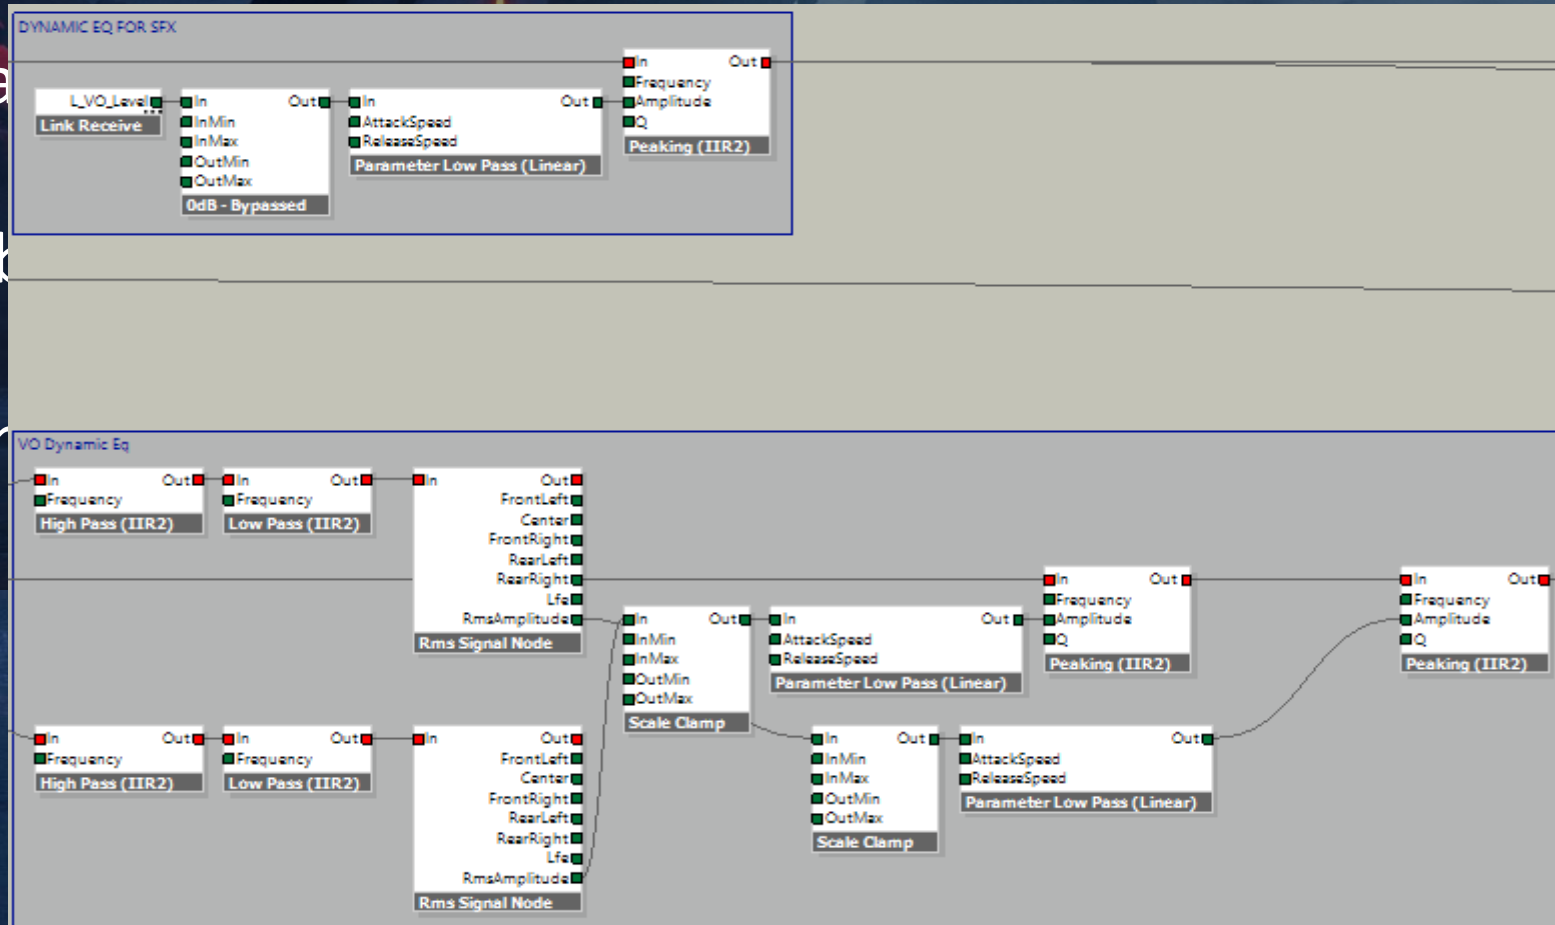 DYNAMIC EQ FOR SFX
L_VO_Level
Link Receive
In Out
InMin
InMax
OutMin
OutMax
0dB - Bypassed
In Out
AttackSpeed
ReleaseSpeed
Parameter Low Pass (Linear)
In Out
Frequency
Amplitude
Q
Peaking (IIR2)
VO Dynamic Eq
In Out
Frequency
High Pass (IIR2)
In Out
Frequency
Low Pass (IIR2)
In Out
FrontLeft
Center
FrontRight
RearLeft
RearRight
Lfe
RmsAmplitude
Rms Signal Node
In Out
InMin
InMax
OutMin
OutMax
Scale Clamp
In Out
AttackSpeed
ReleaseSpeed
Parameter Low Pass (Linear)
In Out
Frequency
Amplitude
Q
Peaking (IIR2)
In Out
Frequency
Amplitude
Q
Peaking (IIR2)
In Out
Frequency
High Pass (IIR2)
In Out
Frequency
Low Pass (IIR2)
In Out
FrontLeft
Center
FrontRight
RearLeft
RearRight
Lfe
RmsAmplitude
Rms Signal Node
In Out
InMin
InMax
OutMin
OutMax
Scale Clamp
In Out
AttackSpeed
ReleaseSpeed
Parameter Low Pass (Linear)